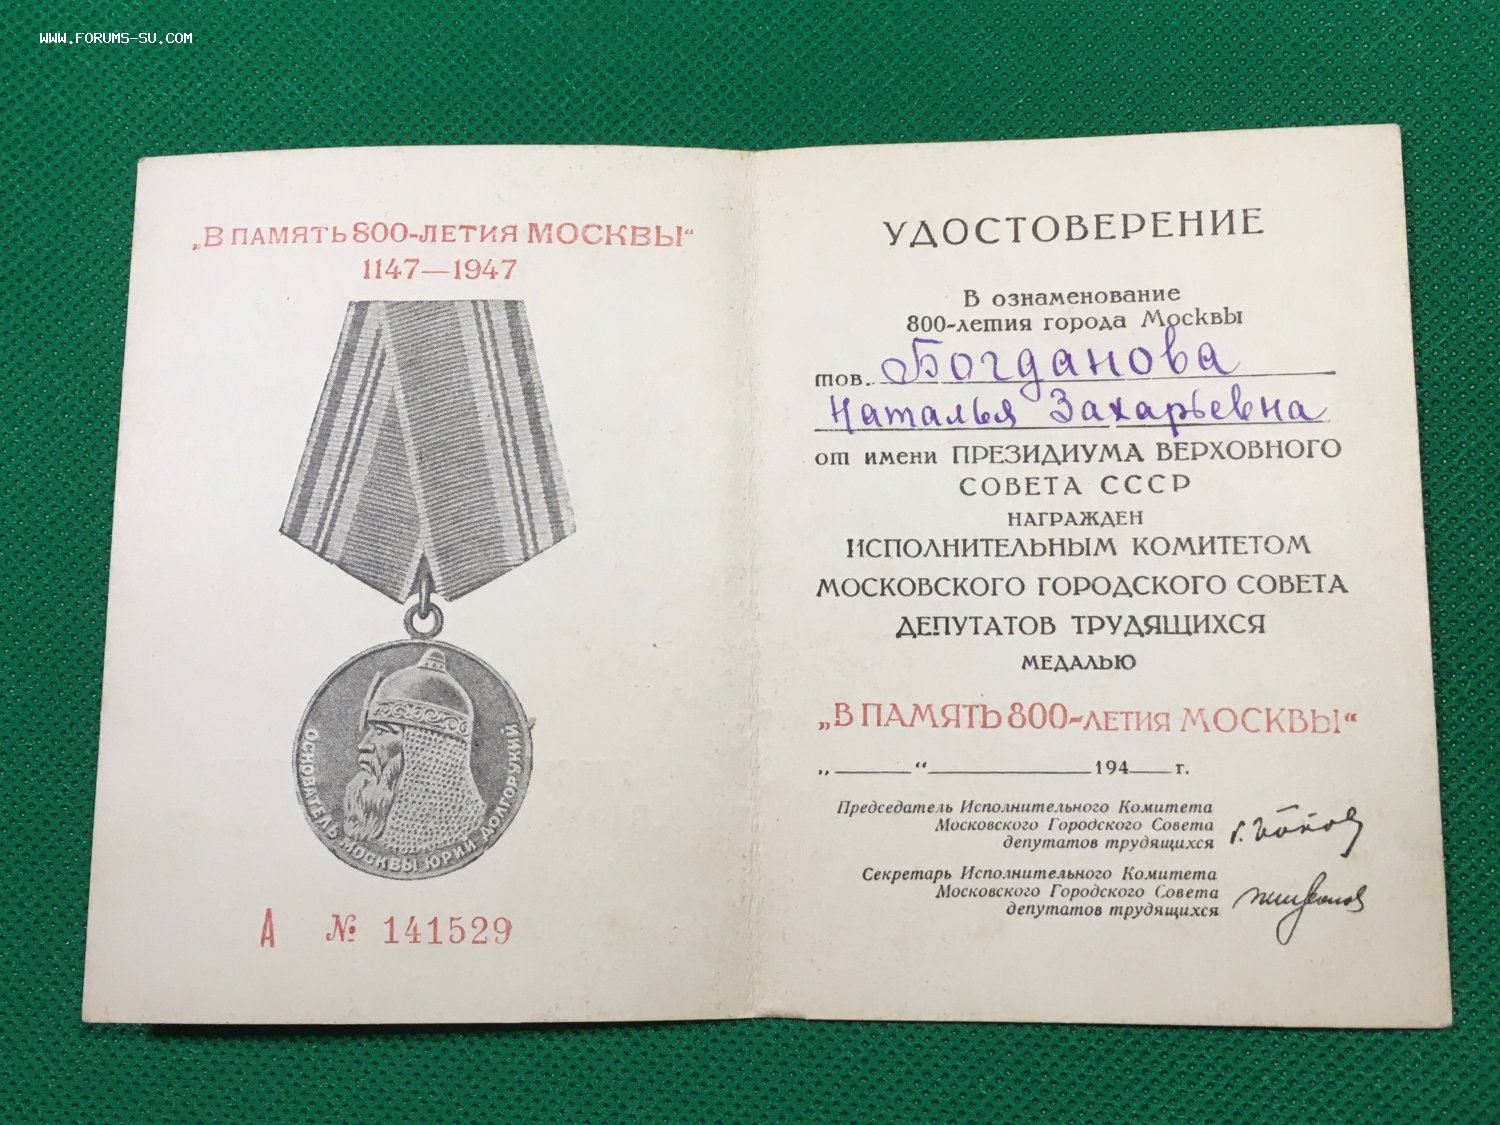 WWW.FORUMS-SU.COM
„В ПАМЯТЬ 800-ЛЕТИЯ МОСКВЫ“
1147—1947
ОСНОВАТЕЛЬ МОСКВЫ ЮРИЙ ДОЛГОРУКИЙ
А № 141529
УДОСТОВЕРЕНИЕ
В ознаменование
800-летия города Москвы
тов. Богданова
Наталья Захарьевна
от имени ПРЕЗИДИУМА ВЕРХОВНОГО
СОВЕТА СССР
НАГРАЖДЕН
ИСПОЛНИТЕЛЬНЫМ КОМИТЕТОМ
МОСКОВСКОГО ГОРОДСКОГО СОВЕТА
ДЕПУТАТОВ ТРУДЯЩИХСЯ
МЕДАЛЬЮ
„В ПАМЯТЬ 800-ЛЕТИЯ МОСКВЫ“
„ “ 194 г.
Председатель Исполнительного Комитета
Московского Городского Совета
депутатов трудящихся Г. Попов
Секретарь Исполнительного Комитета
Московского Городского Совета
депутатов трудящихся